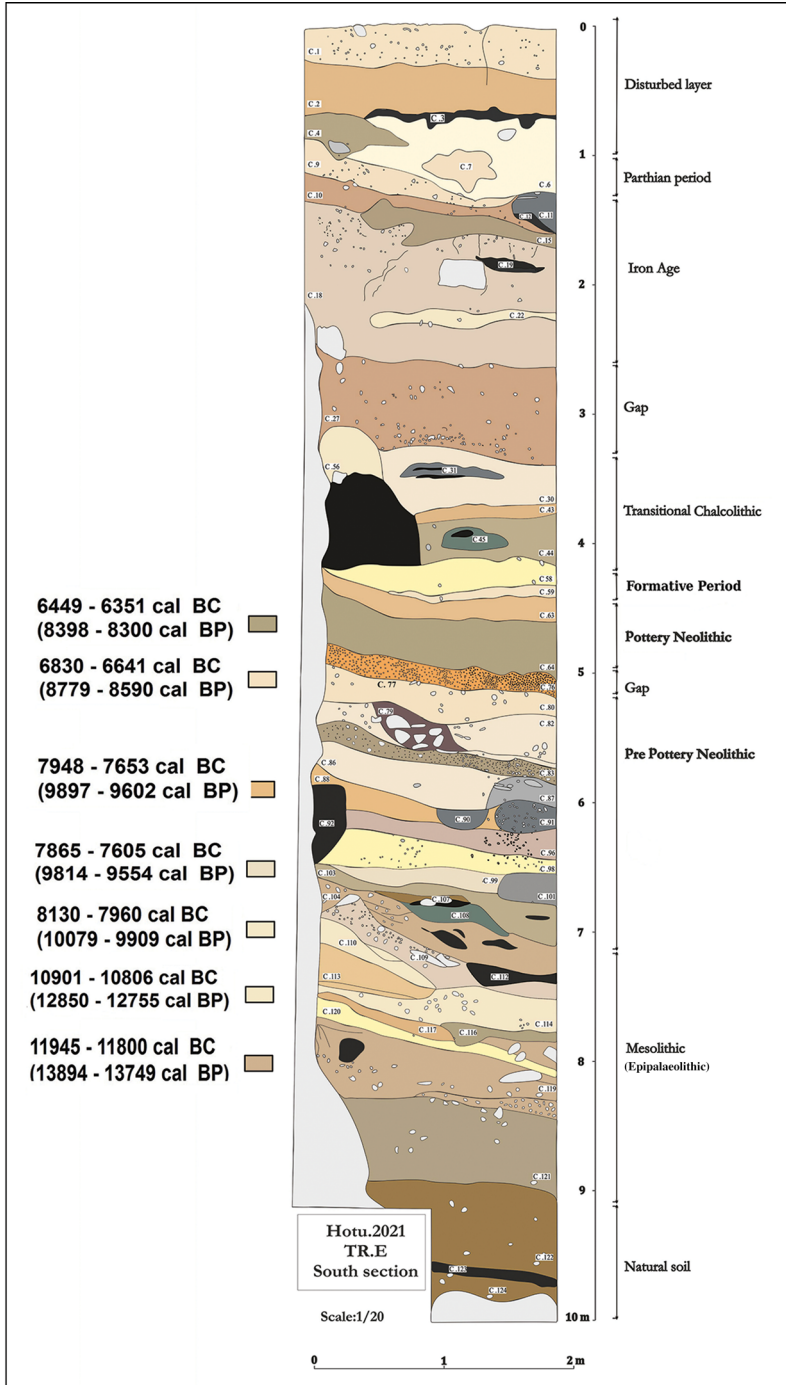 0
C.1
Disturbed layer
C.2
C.3
C.4
1
C.9
C.7
Parthian period
C.6
C.10
C.12
C.11
C.15
Iron Age
C.19
2
C.18
C.22
Gap
3
C.27
C.56
C.31
C.30
C.43
Transitional Chalcolithic
4
C.45
C.44
C.58
Formative Period
C.59
6449 - 6351 cal BC
(8398 - 8300 cal BP)
C.63
Pottery Neolithic
C.64
5
6830 - 6641 cal BC
(8779 - 8590 cal BP)
C.77
C.76
Gap
C.80
C.79
C.82
Pre Pottery Neolithic
C.86
C.83
7948 - 7653 cal BC
(9897 - 9602 cal BP)
C.88
C.87
6
C.92
C.90
C.91
7865 - 7605 cal BC
(9814 - 9554 cal BP)
C.96
C.98
C.103
C.99
C.101
C.104
C.107
8130 - 7960 cal BC
(10079 - 9909 cal BP)
C.108
7
C.110
C.109
C.112
C.113
10901 - 10806 cal BC
(12850 - 12755 cal BP)
C.120
C.114
C.117
C.116
11945 - 11800 cal BC
(13894 - 13749 cal BP)
8
Mesolithic
(Epipalaeolithic)
C.119
C.121
9
Hotu.2021
TR.E
South section
C.122
C.123
Natural soil
C.124
Scale:1/20
10 m
0
1
2 m